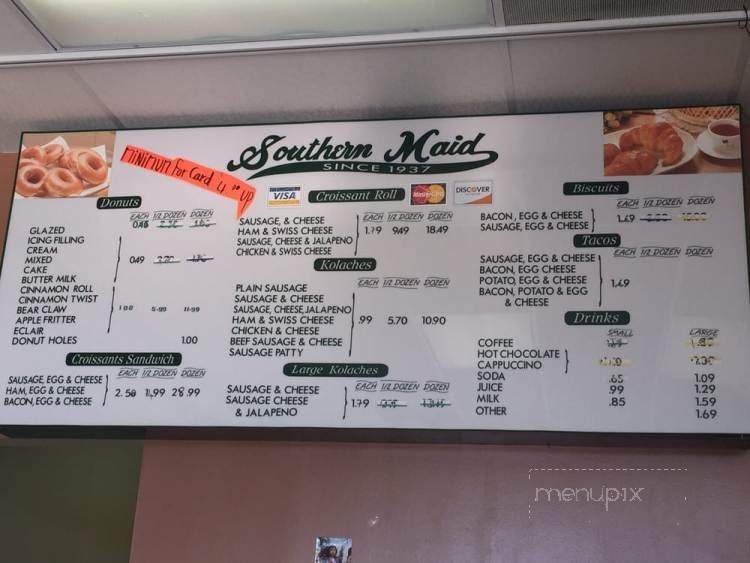 Southern Maid
SINCE 1937
MINIMUM For Card
VISA
MasterCard
DISCOVER
Donuts
EACH 1/2 DOZEN DOZEN
GLAZED
ICING FILLING
CREAM
MIXED 0.49
CAKE
BUTTER MILK
CINNAMON ROLL
CINNAMON TWIST
BEAR CLAW 1.00 5.99 11.99
APPLE FRITTER
ECLAIR
DONUT HOLES 1.00
Croissants Sandwich
EACH 1/2 DOZEN DOZEN
SAUSAGE, EGG & CHEESE
HAM, EGG & CHEESE 2.50 11.99 28.99
BACON, EGG & CHEESE
Croissant Roll
EACH 1/2 DOZEN DOZEN
SAUSAGE, & CHEESE
HAM & SWISS CHEESE 1.79 9.49 18.49
SAUSAGE, CHEESE & JALAPENO
CHICKEN & SWISS CHEESE
Kolaches
EACH 1/2 DOZEN DOZEN
PLAIN SAUSAGE
SAUSAGE & CHEESE
SAUSAGE, CHEESE, JALAPENO
HAM & SWISS CHEESE .99 5.70 10.90
CHICKEN & CHEESE
BEEF SAUSAGE & CHEESE
SAUSAGE PATTY
Large Kolaches
EACH 1/2 DOZEN DOZEN
SAUSAGE & CHEESE
SAUSAGE CHEESE 1.79
& JALAPENO
Biscuits
EACH 1/2 DOZEN DOZEN
BACON, EGG & CHEESE 1.49
SAUSAGE, EGG & CHEESE
Tacos
EACH 1/2 DOZEN DOZEN
SAUSAGE, EGG & CHEESE
BACON, EGG CHEESE
POTATO, EGG & CHEESE 1.49
BACON, POTATO & EGG
& CHEESE
Drinks
SMALL LARGE
COFFEE
HOT CHOCOLATE
CAPPUCCINO
SODA .65 1.09
JUICE .99 1.29
MILK .85 1.59
OTHER 1.69
menupix